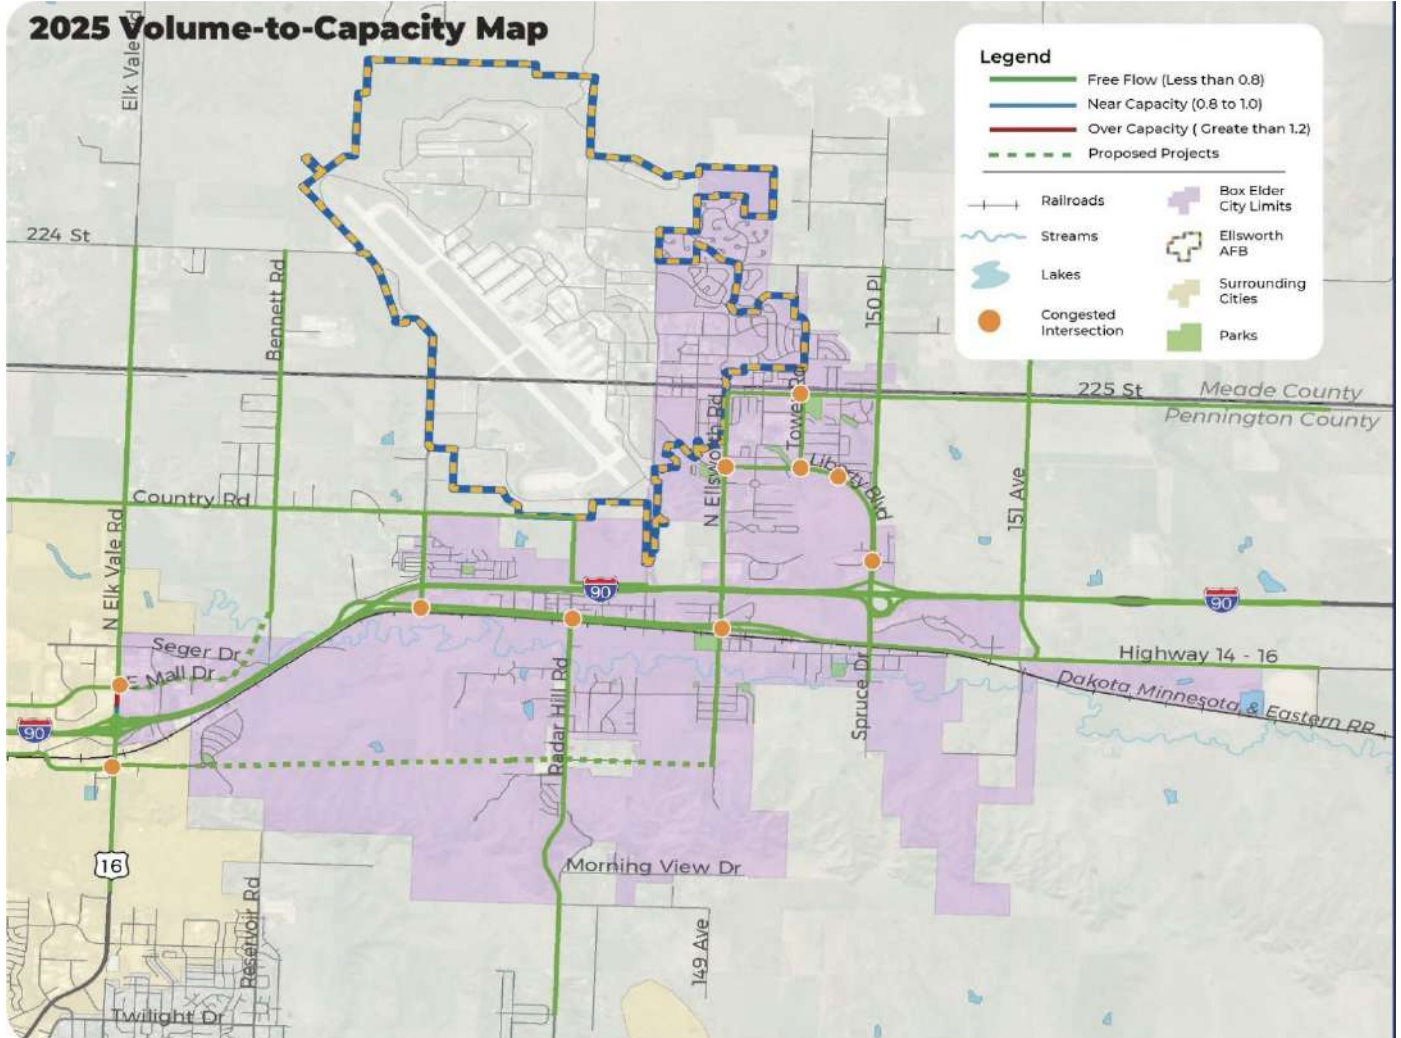 2025 Volume-to-Capacity Map
Elk Vale Rd
Legend
Free Flow (Less than 0.8)
Near Capacity (0.8 to 1.0)
Over Capacity ( Greate than 1.2)
Proposed Projects
Railroads
Streams
Lakes
Congested
Intersection
Box Elder
City Limits
Ellsworth
AFB
Surrounding
Cities
Parks
224 St
Bennett Rd
150 Pl
225 St
Meade County
Pennington County
Tower Rd
N Ellsworth Rd
Liberty Blvd
151 Ave
Country Rd
N Elk Vale Rd
90
90
Seger Dr
E Mall Dr
Highway 14 - 16
Dakota Minnesota & Eastern RR
90
Radar Hill Rd
Spruce Dr
16
Morning View Dr
Reservoir Rd
149 Ave
Twilight Dr